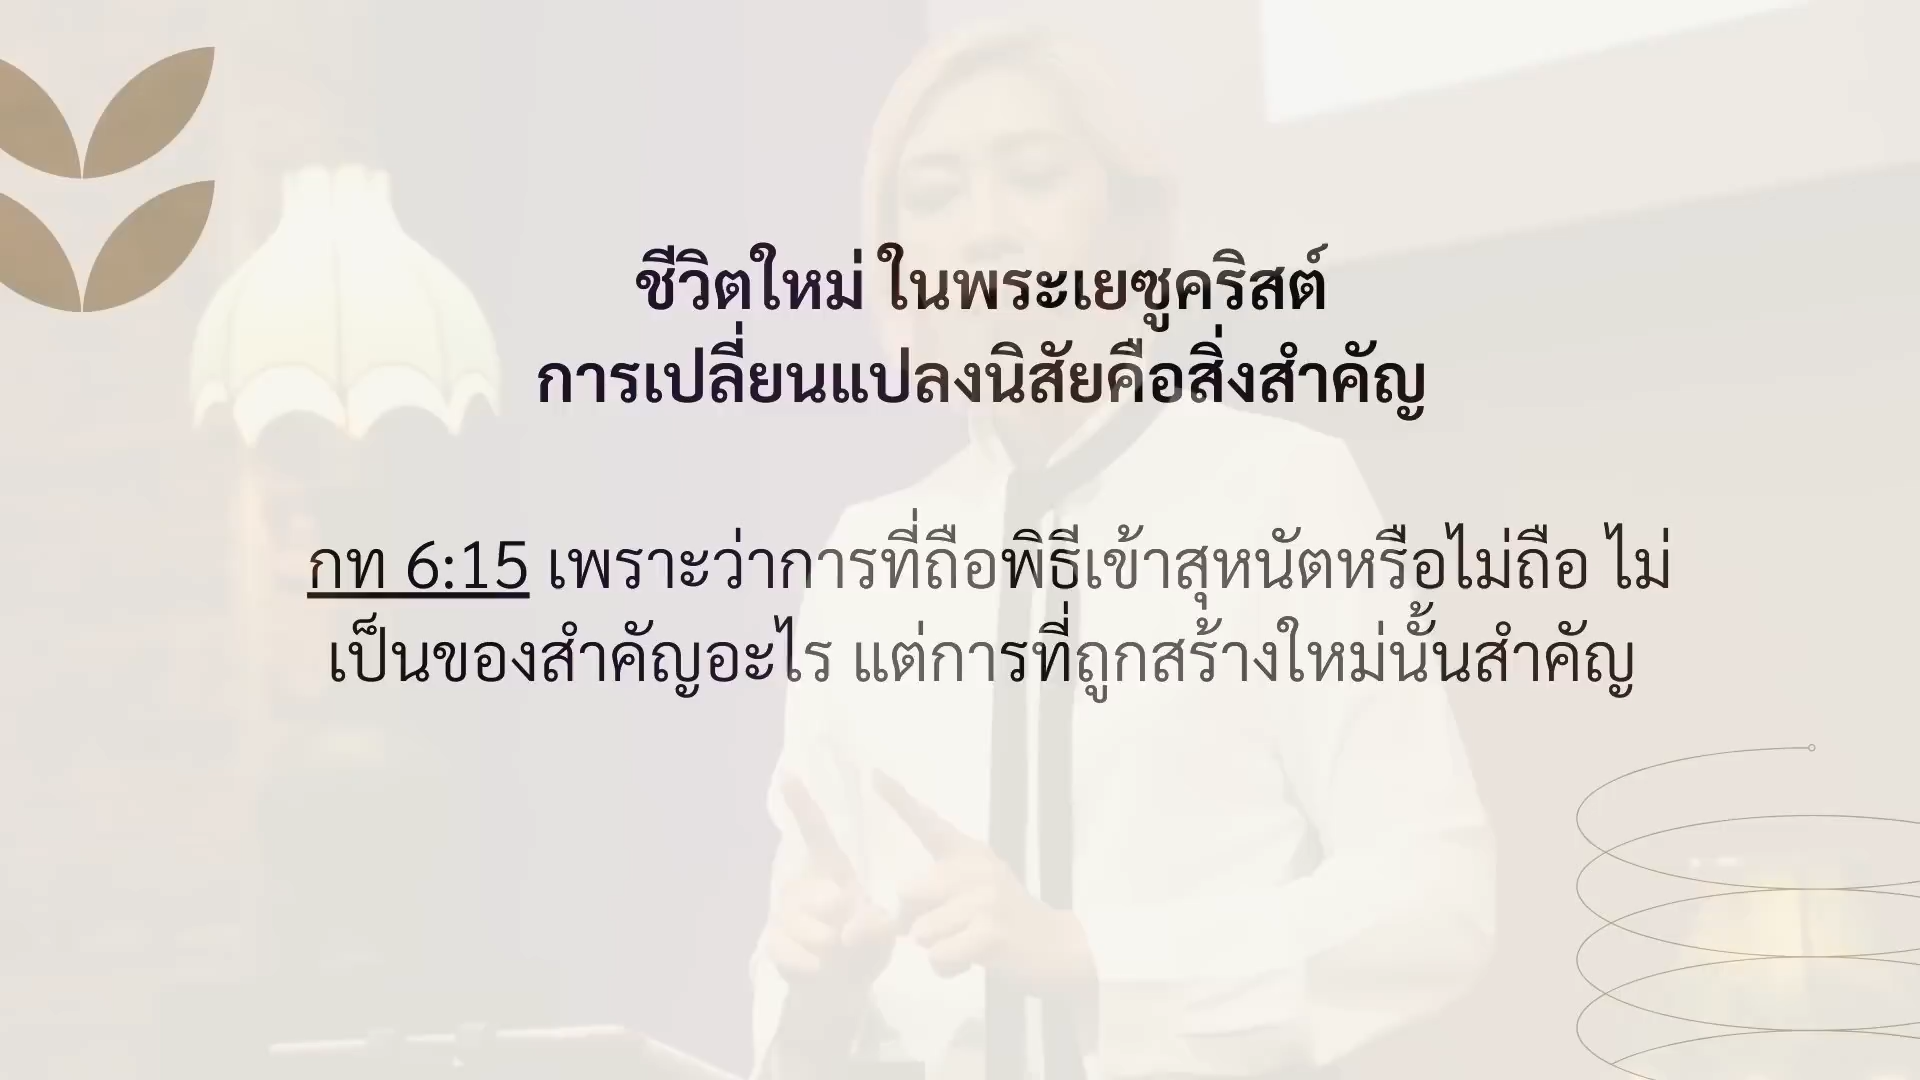 ชีวิตใหม่ ในพระเยซูคริสต์
การเปลี่ยนแปลงนิสัยคือสิ่งสำคัญ
กท 6:15 เพราะว่าการที่ถือพิธีเข้าสุหนัตหรือไม่ถือ ไม่
เป็นของสำคัญอะไร แต่การที่ถูกสร้างใหม่นั้นสำคัญ